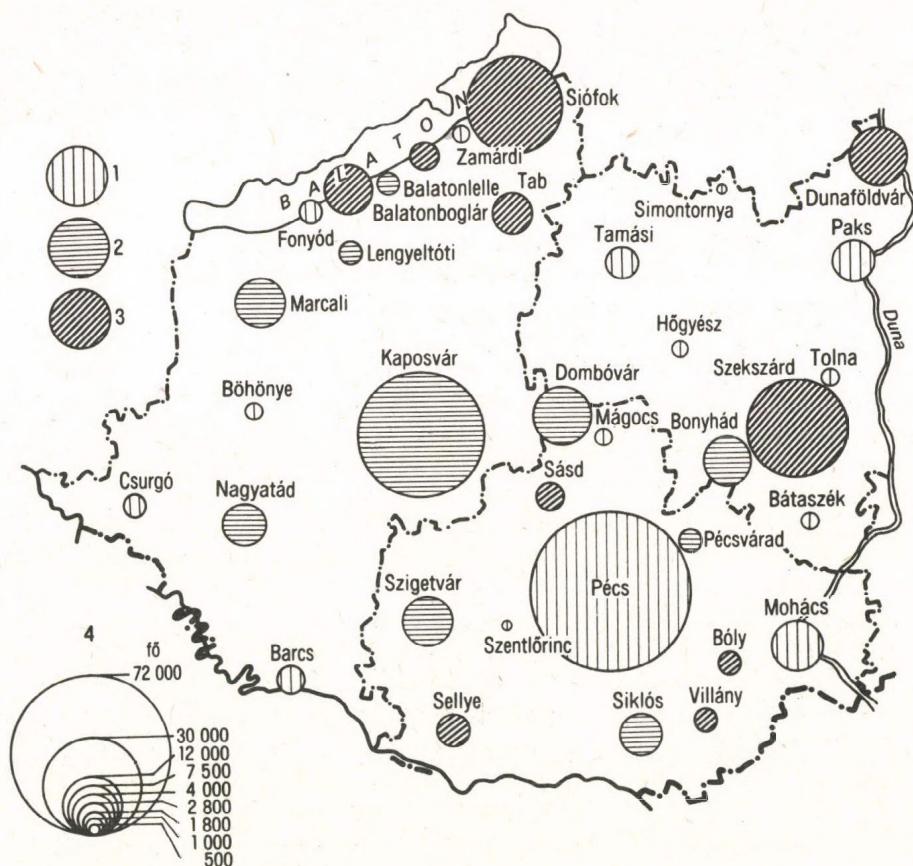 Siófok
BALATON
Zamárdi
1
Tab
Balatonlelle
Dunaföldvár
Simontornya
Balatonboglár
Fonyód
Tamási
Paks
2
Lengyeltóti
Marcali
3
Duna
Hőgyész
Kaposvár
Dombóvár
Szekszárd
Tolna
Böhönye
Mágocs
Bonyhád
Sásd
Csurgó
Nagyatád
Bátaszék
Pécsvárad
Szigetvár
Pécs
Mohács
4
Szentlőrinc
fő
Bóly
Barcs
72 000
Sellye
Siklós
Villány
30 000
12 000
7 500
4 000
2 800
1 800
1 000
500